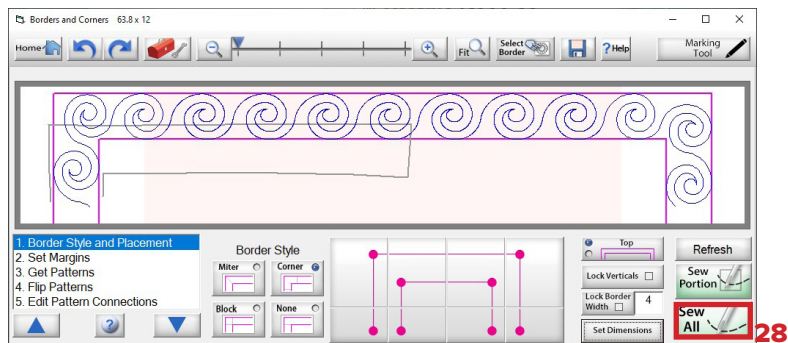 Borders and Corners 63.8 x 12
Home
Fit
Select
Border
?Help
Marking
Tool
1. Border Style and Placement
2. Set Margins
3. Get Patterns
4. Flip Patterns
5. Edit Pattern Connections
?
Border Style
Miter
Corner
Block
None
Top
Lock Verticals
Lock Border
Width
4
Set Dimensions
Refresh
Sew
Portion
Sew
All
28